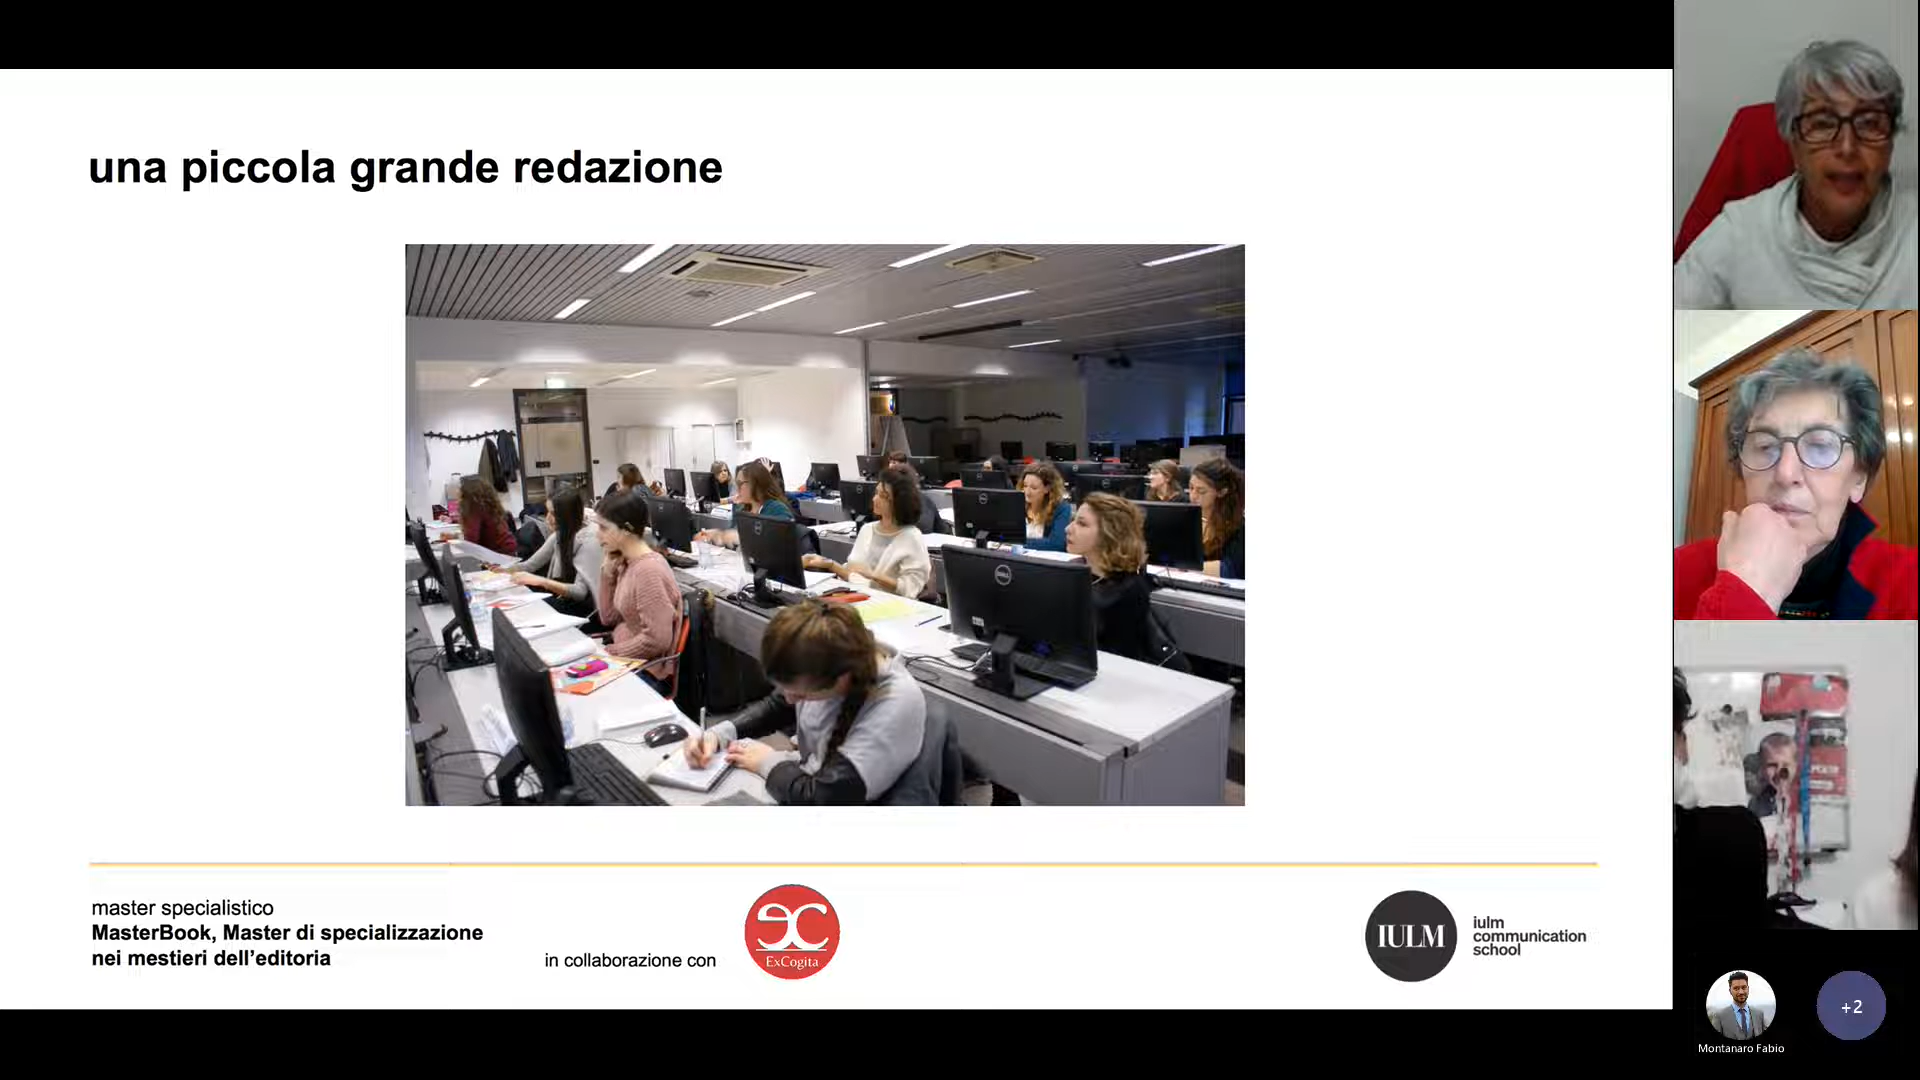 una piccola grande redazione
master specialistico
MasterBook, Master di specializzazione
nei mestieri dell’editoria
in collaborazione con
ExCogita
IULM
iulm
communication
school
Montanaro Fabio
+2